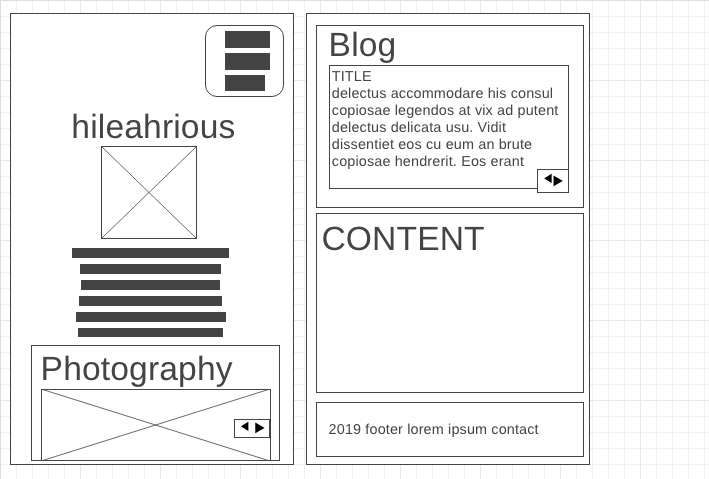 hileahrious
Photography
Blog
TITLE
delectus accommodare his consul
copiosae legendos at vix ad putent
delectus delicata usu. Vidit
dissentiet eos cu eum an brute
copiosae hendrerit. Eos erant
CONTENT
2019 footer lorem ipsum contact